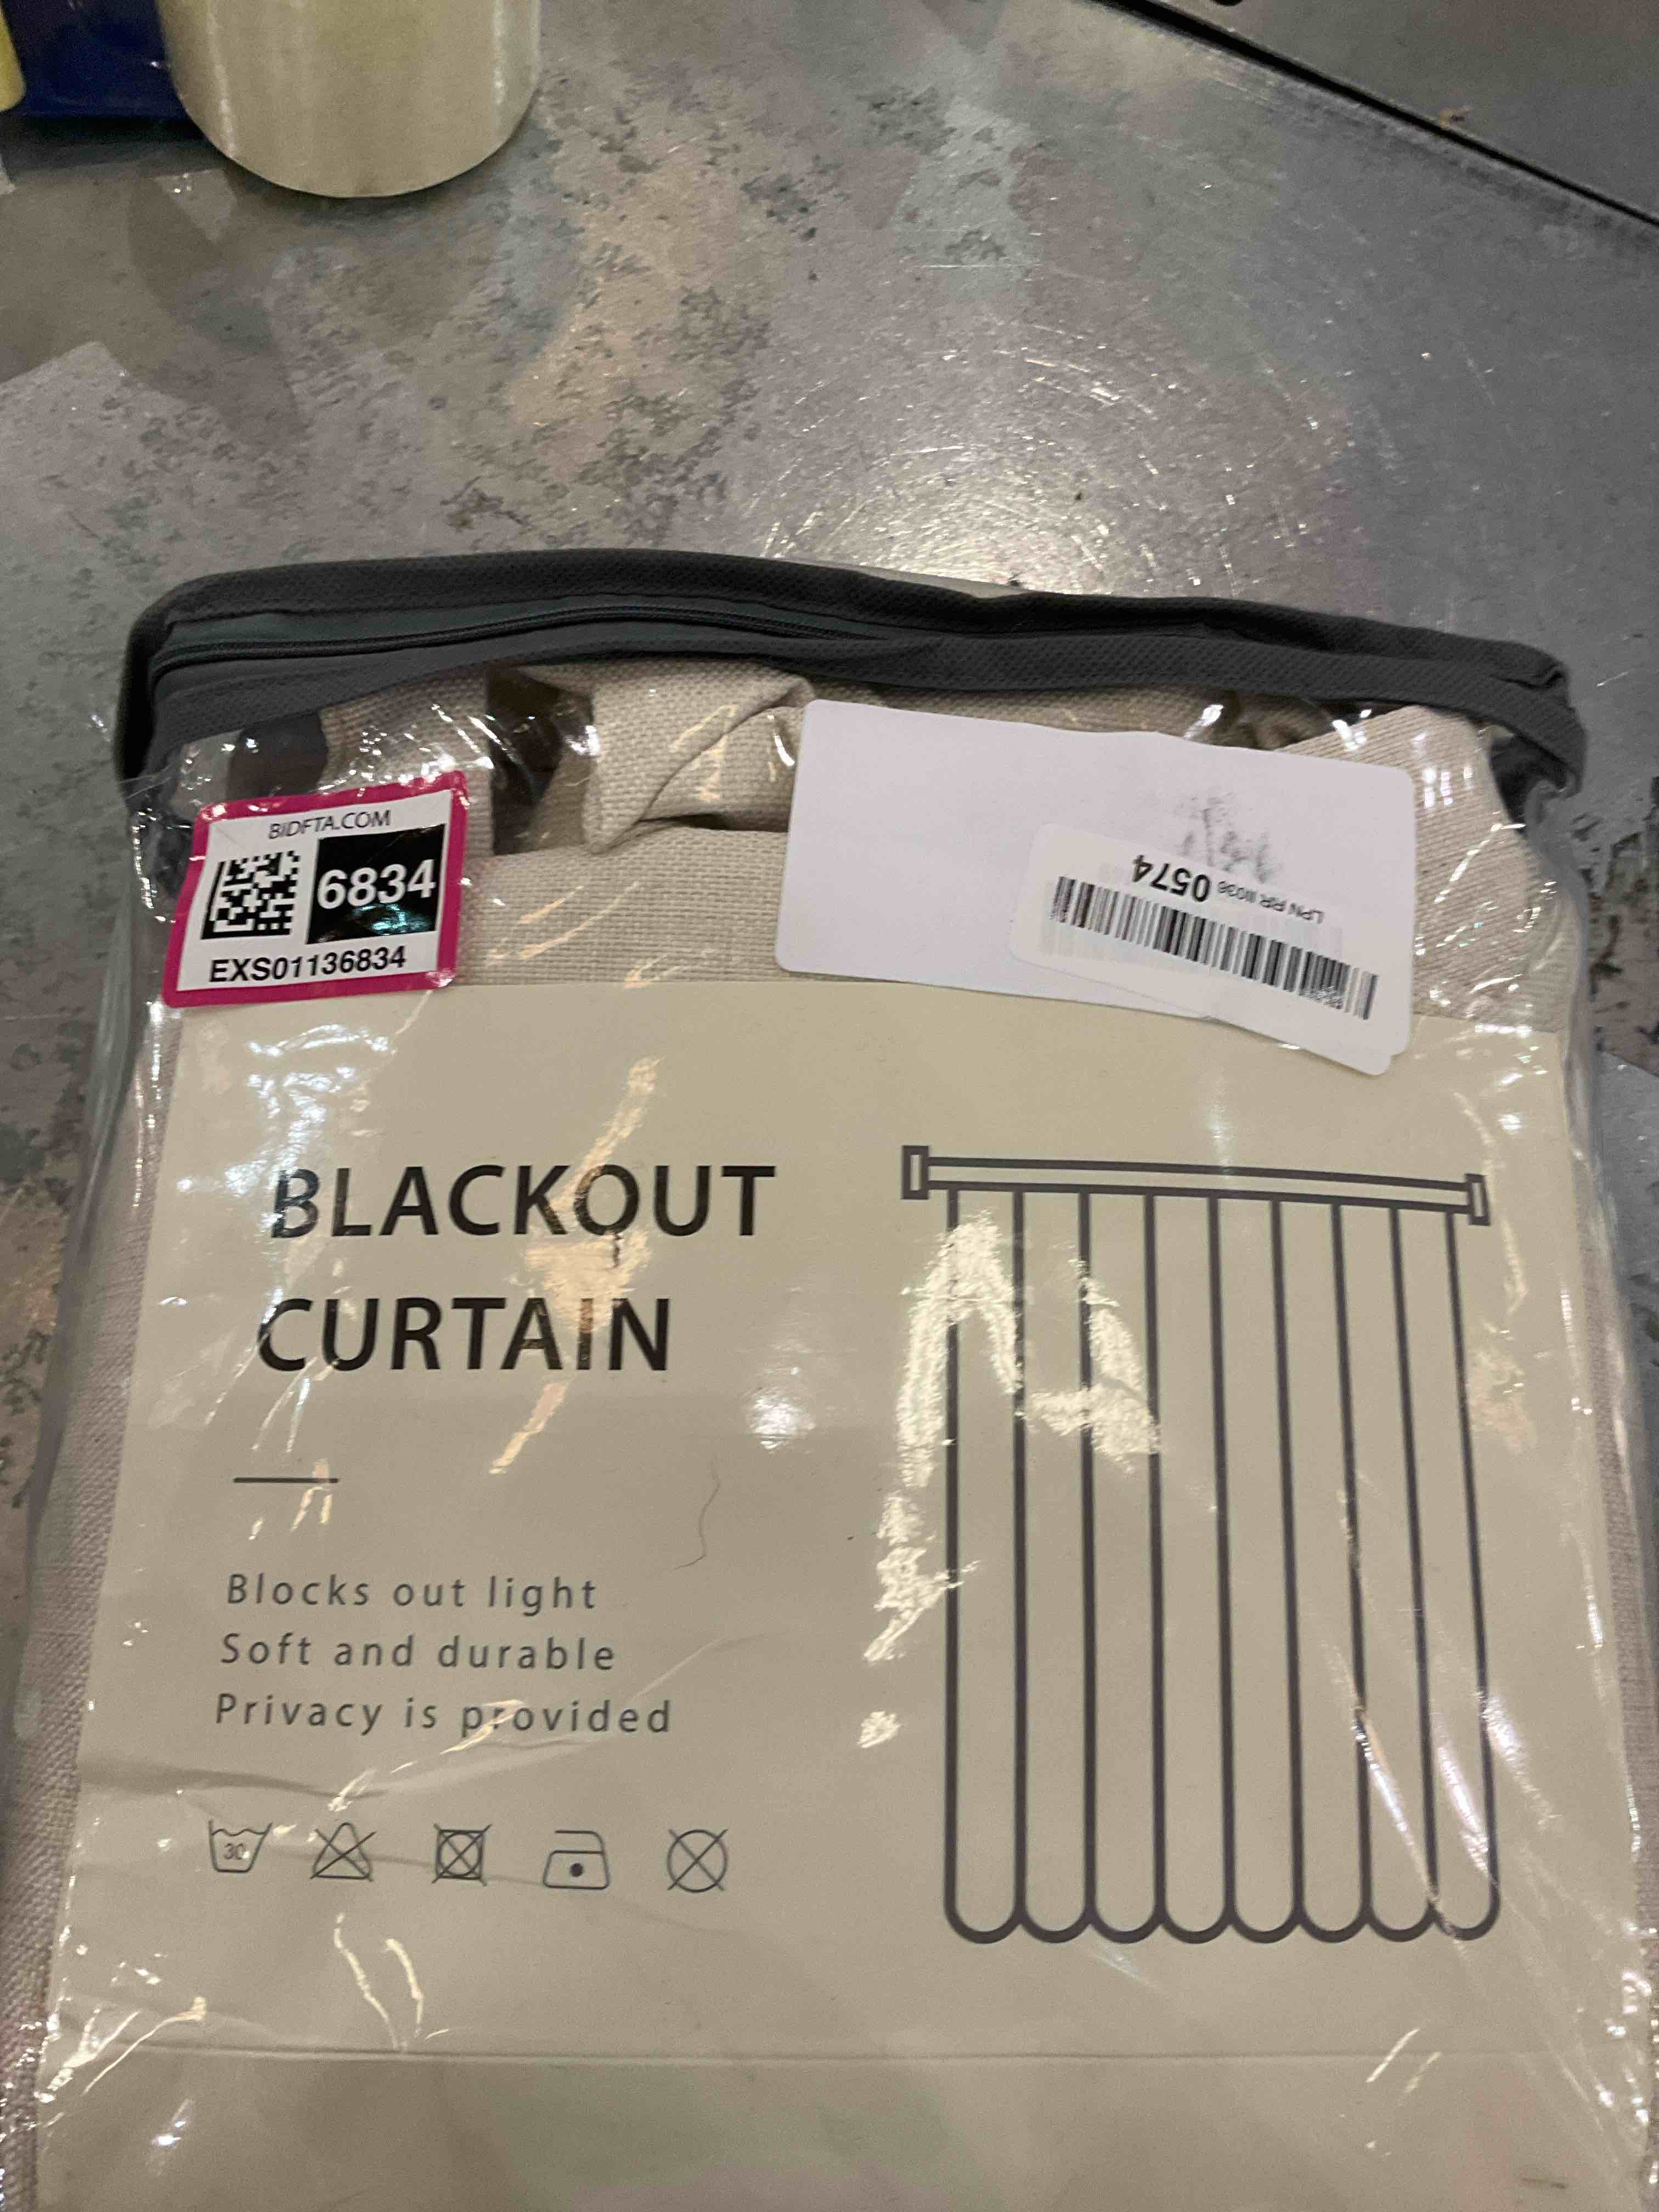 BIDFTA.COM
6834
EXS01136834
0574
BLACKOUT
CURTAIN
Blocks out light
Soft and durable
Privacy is provided
30